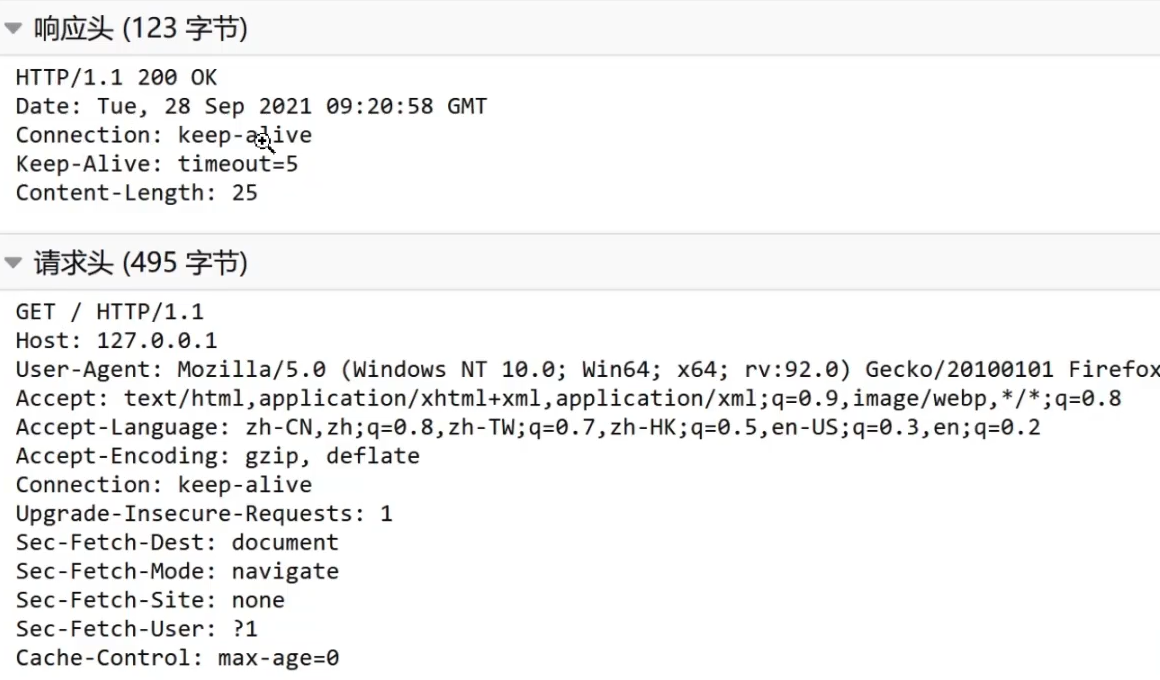 响应头 (123 字节)
HTTP/1.1 200 OK
Date: Tue, 28 Sep 2021 09:20:58 GMT
Connection: keep-alive
Keep-Alive: timeout=5
Content-Length: 25
请求头 (495 字节)
GET / HTTP/1.1
Host: 127.0.0.1
User-Agent: Mozilla/5.0 (Windows NT 10.0; Win64; x64; rv:92.0) Gecko/20100101 Firefox
Accept: text/html,application/xhtml+xml,application/xml;q=0.9,image/webp,*/*;q=0.8
Accept-Language: zh-CN,zh;q=0.8,zh-TW;q=0.7,zh-HK;q=0.5,en-US;q=0.3,en;q=0.2
Accept-Encoding: gzip, deflate
Connection: keep-alive
Upgrade-Insecure-Requests: 1
Sec-Fetch-Dest: document
Sec-Fetch-Mode: navigate
Sec-Fetch-Site: none
Sec-Fetch-User: ?1
Cache-Control: max-age=0